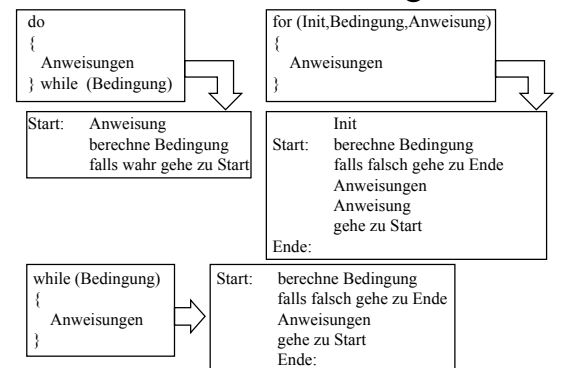 do
{
Anweisungen
} while (Bedingung)
for (Init,Bedingung,Anweisung)
{
Anweisungen
}
Start: Anweisung
berechne Bedingung
falls wahr gehe zu Start
Init
Start: berechne Bedingung
falls falsch gehe zu Ende
Anweisungen
Anweisung
gehe zu Start
Ende:
while (Bedingung)
{
Anweisungen
}
Start: berechne Bedingung
falls falsch gehe zu Ende
Anweisungen
gehe zu Start
Ende: